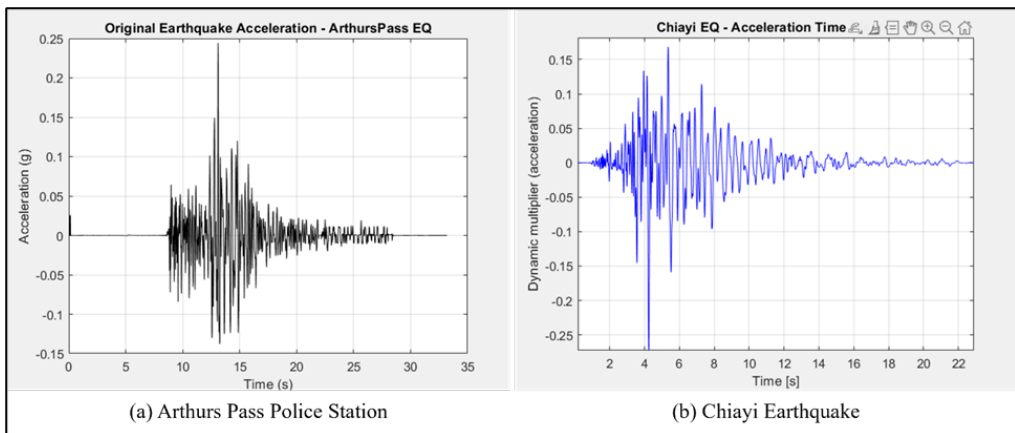 Original Earthquake Acceleration - ArthursPass EQ
0.25
0.2
0.15
0.1
0.05
0
-0.05
-0.1
-0.15
Acceleration (g)
0 5 10 15 20 25 30 35
Time (s)
(a) Arthurs Pass Police Station
Chiayi EQ - Acceleration Time
0.15
0.1
0.05
0
-0.05
-0.1
-0.15
-0.2
-0.25
Dynamic multiplier (acceleration)
2 4 6 8 10 12 14 16 18 20 22
Time [s]
(b) Chiayi Earthquake